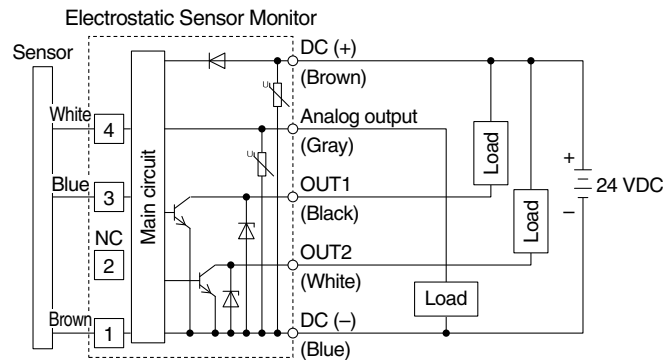 Electrostatic Sensor Monitor
Sensor
DC (+)
(Brown)
White
4
Analog output
(Gray)
U
U
Main circuit
Blue
3
OUT1
(Black)
NC
2
OUT2
(White)
Brown
1
DC (–)
(Blue)
Load
Load
Load
+
24 VDC
–